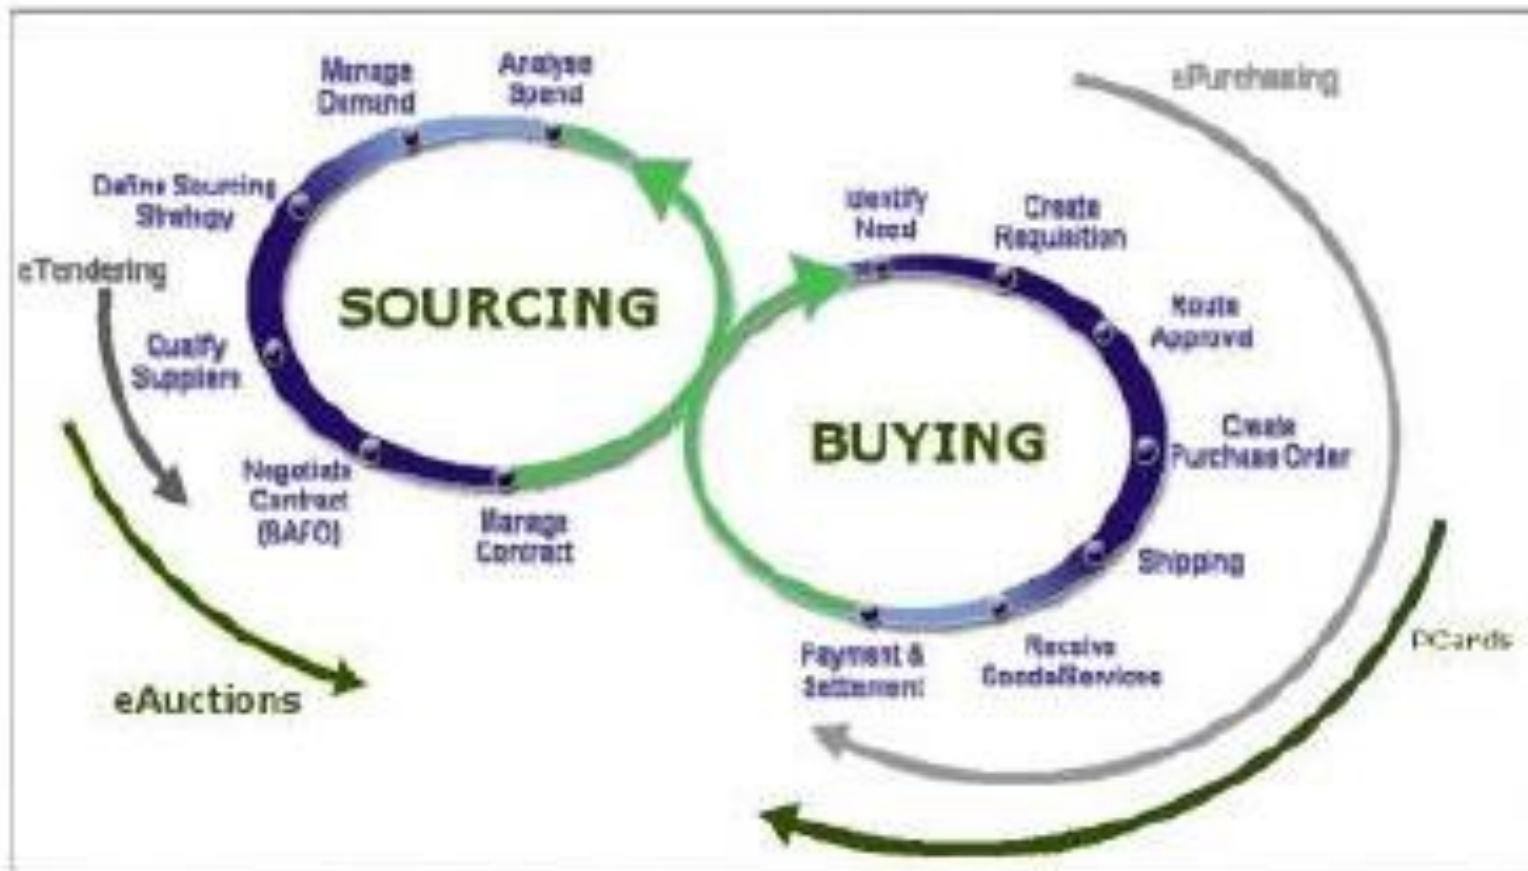 Manage
Demand
Analyse
Spend
Define Sourcing
Strategy
eTendering
Qualify
Suppliers
Negotiate
Contract
(BAFO)
Manage
Contract
SOURCING
eAuctions
ePurchasing
Identify
Need
Create
Requisition
Route
Approval
Create
Purchase Order
Shipping
Receive
Goods/Services
Payment &
Settlement
BUYING
PCards